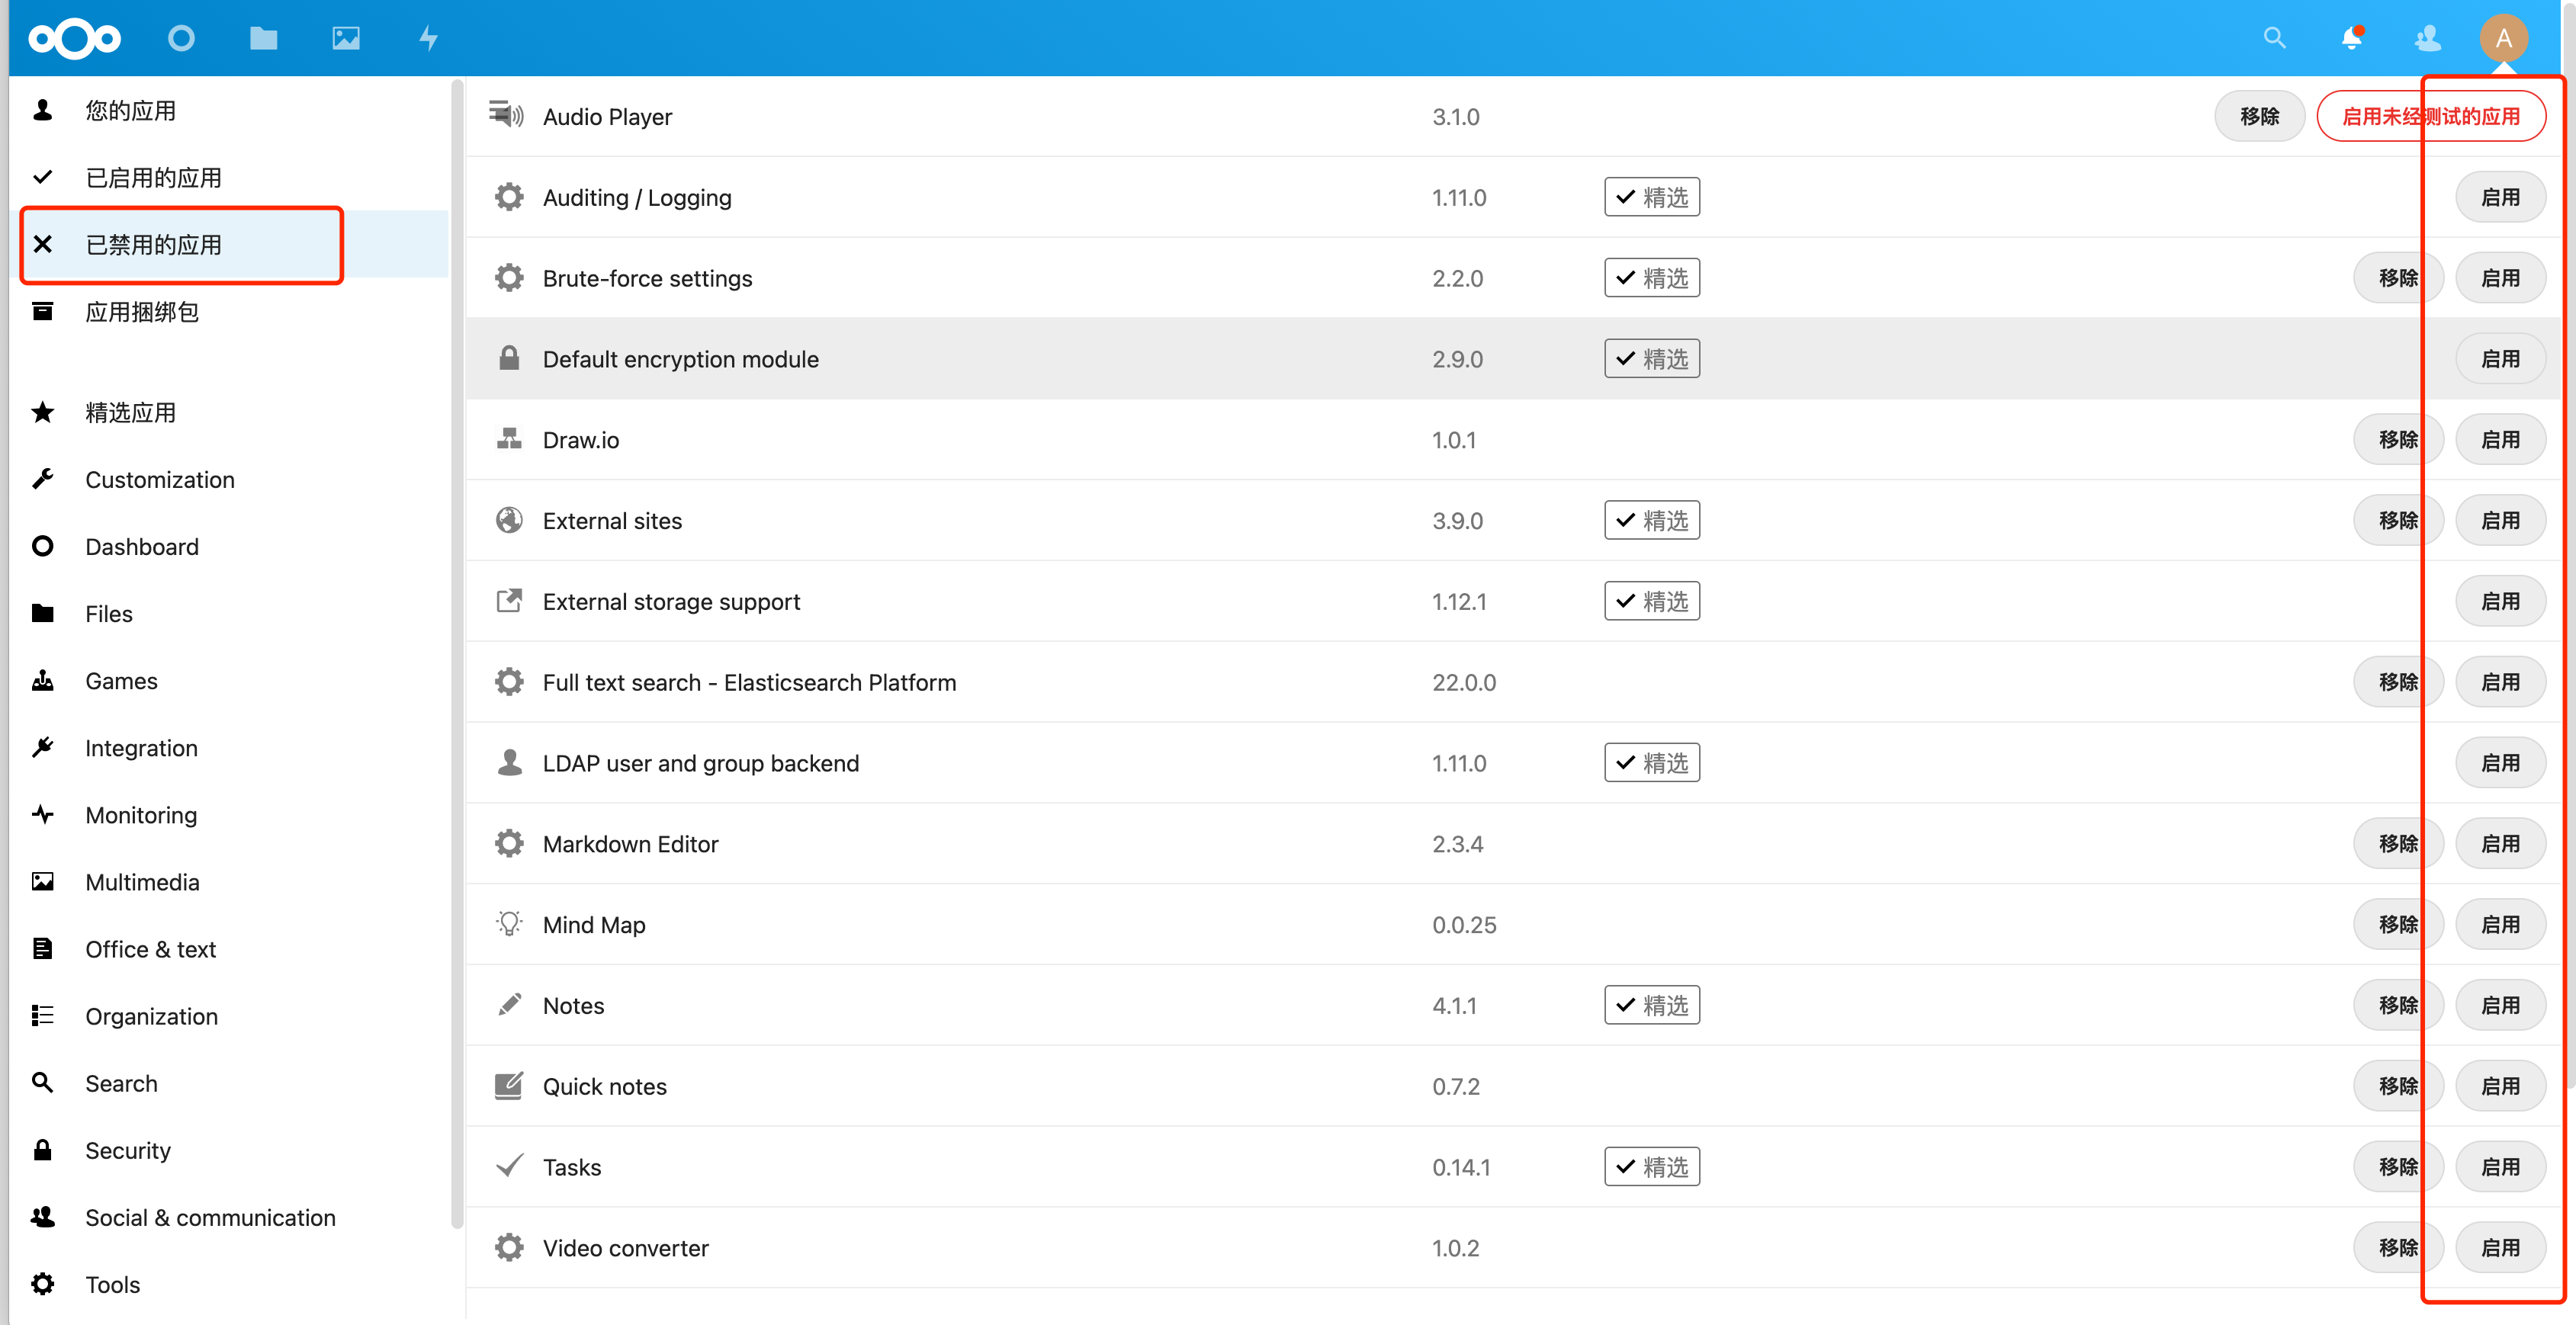 A
您的应用
已启用的应用
已禁用的应用
应用捆绑包
精选应用
Customization
Dashboard
Files
Games
Integration
Monitoring
Multimedia
Office & text
Organization
Search
Security
Social & communication
Tools
Audio Player 3.1.0 移除 启用未经测试的应用
Auditing / Logging 1.11.0 精选 启用
Brute-force settings 2.2.0 精选 移除 启用
Default encryption module 2.9.0 精选 启用
Draw.io 1.0.1 移除 启用
External sites 3.9.0 精选 移除 启用
External storage support 1.12.1 精选 启用
Full text search - Elasticsearch Platform 22.0.0 移除 启用
LDAP user and group backend 1.11.0 精选 启用
Markdown Editor 2.3.4 移除 启用
Mind Map 0.0.25 移除 启用
Notes 4.1.1 精选 移除 启用
Quick notes 0.7.2 移除 启用
Tasks 0.14.1 精选 移除 启用
Video converter 1.0.2 移除 启用